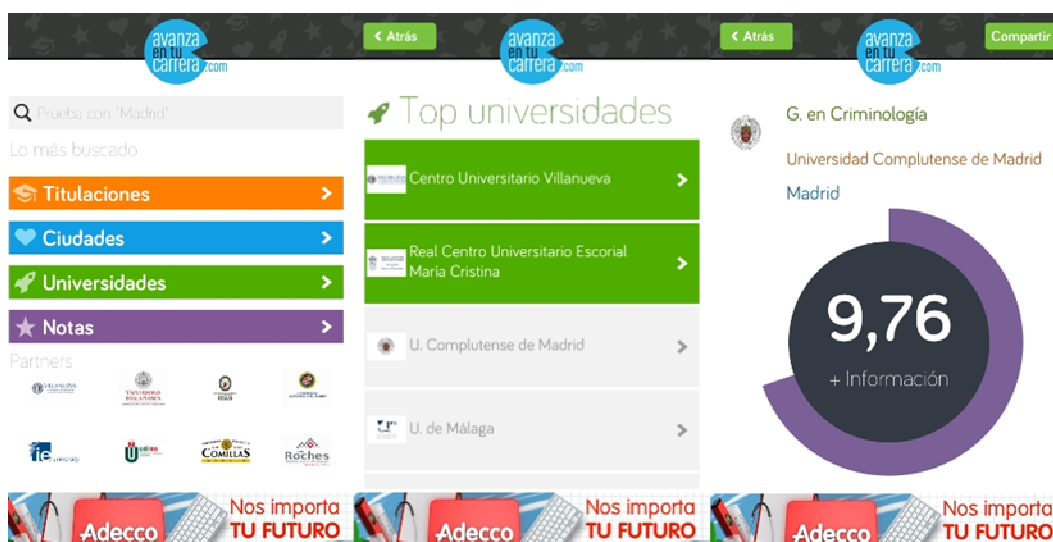 avanza
en tu
carrera.com
Prueba con "Madrid"
Lo más buscado
Titulaciones
Ciudades
Universidades
Notas
Partners
VILLANUEVA
ie university
COMILLAS
Roches
Adecco
Nos importa
TU FUTURO
Atrás
avanza
en tu
carrera.com
Top universidades
Centro Universitario Villanueva
Real Centro Universitario Escorial
María Cristina
U. Complutense de Madrid
U. de Málaga
Adecco
Nos importa
TU FUTURO
Atrás
avanza
en tu
carrera.com
Compartir
G. en Criminología
Universidad Complutense de Madrid
Madrid
9,76
+ Información
Adecco
Nos importa
TU FUTURO